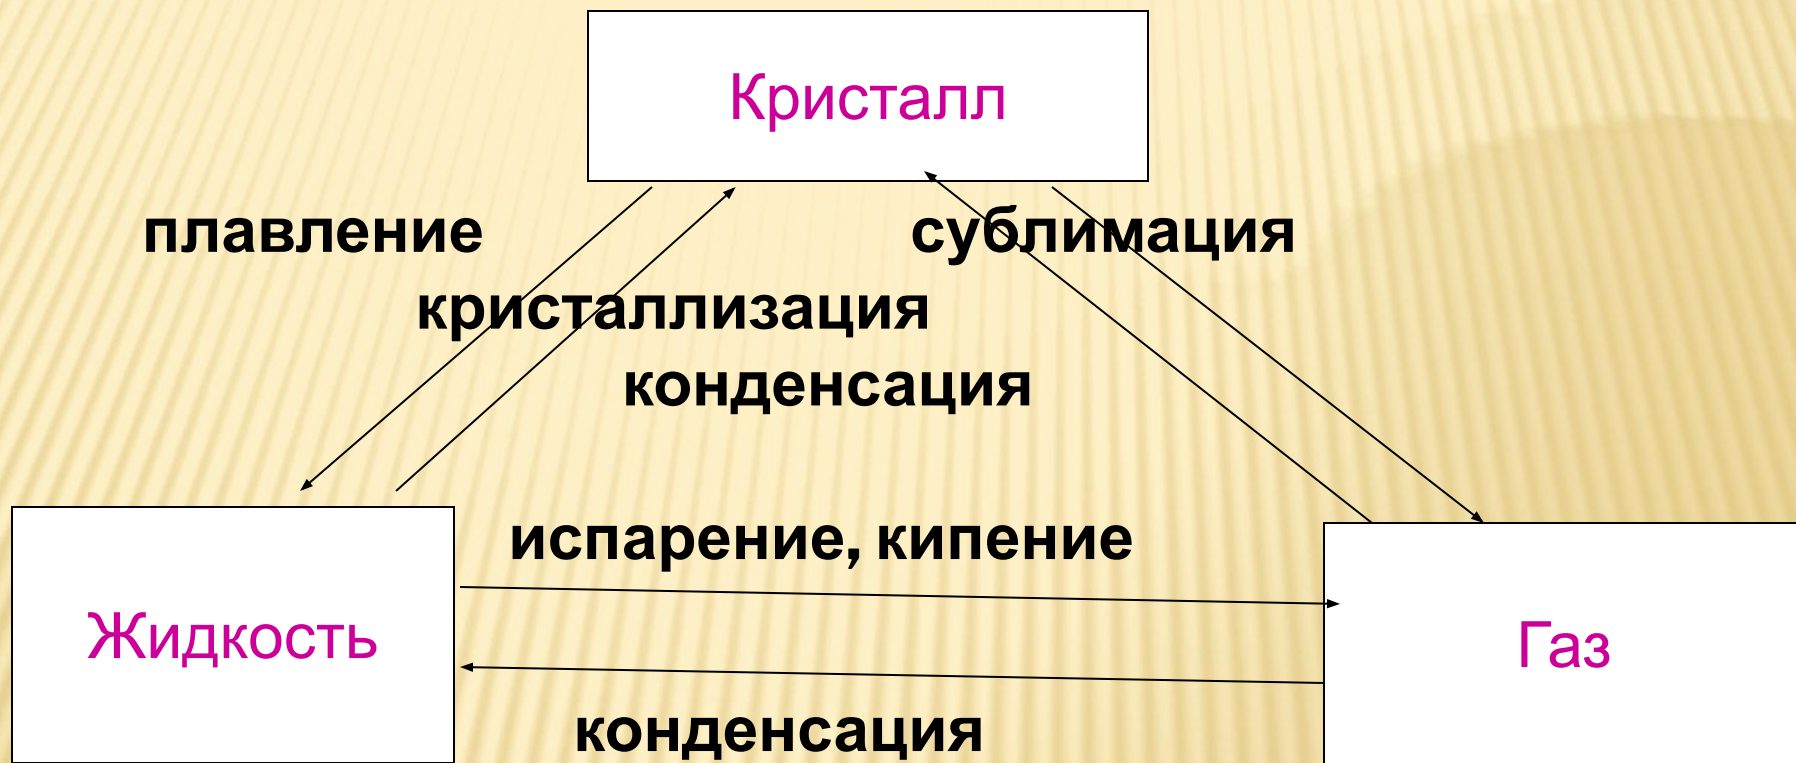 Кристалл
плавление
сублимация
кристаллизация
конденсация
испарение, кипение
Жидкость
Газ
конденсация